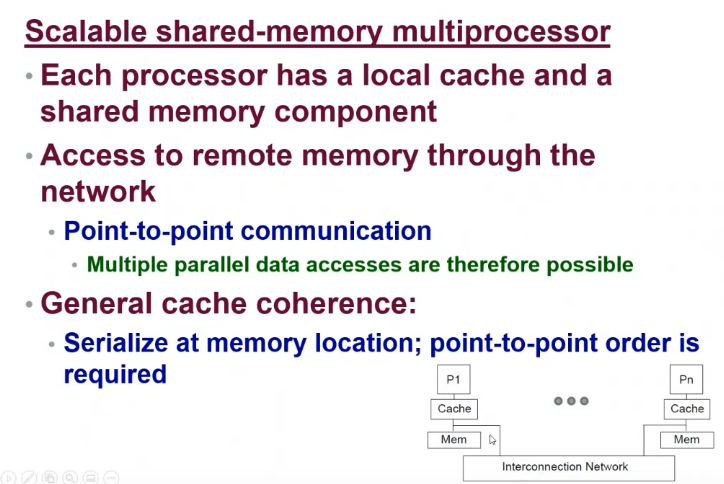 Scalable shared-memory multiprocessor
• Each processor has a local cache and a
shared memory component
• Access to remote memory through the
network
• Point-to-point communication
• Multiple parallel data accesses are therefore possible
• General cache coherence:
• Serialize at memory location; point-to-point order is
required
P1
Pn
Cache
Cache
Mem
Mem
Interconnection Network